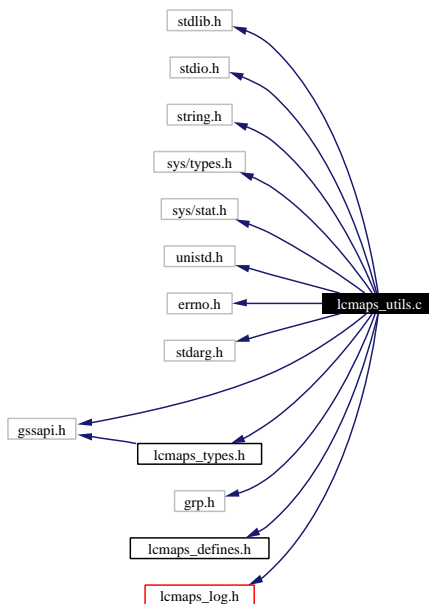 stdlib.h
stdio.h
string.h
sys/types.h
sys/stat.h
unistd.h
errno.h
lcmaps_utils.c
stdarg.h
gssapi.h
lcmaps_types.h
grp.h
lcmaps_defines.h
lcmaps_log.h